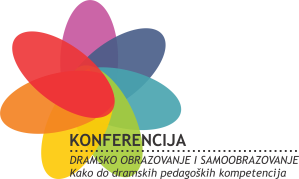 KONFERENCIJA
DRAMSKO OBRAZOVANJE I SAMOOBRAZOVANJE
Kako do dramskih pedagoških kompetencija